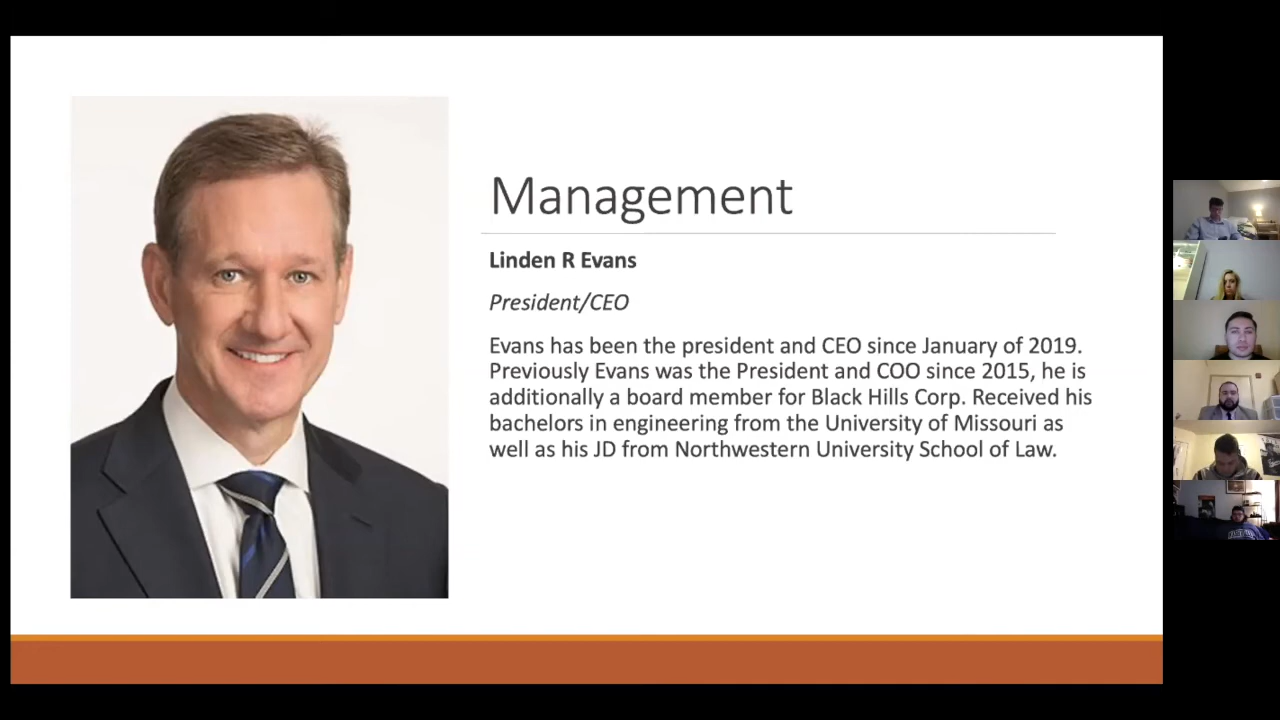 Management
Linden R Evans
President/CEO
Evans has been the president and CEO since January of 2019.
Previously Evans was the President and COO since 2015, he is
additionally a board member for Black Hills Corp. Received his
bachelors in engineering from the University of Missouri as
well as his JD from Northwestern University School of Law.